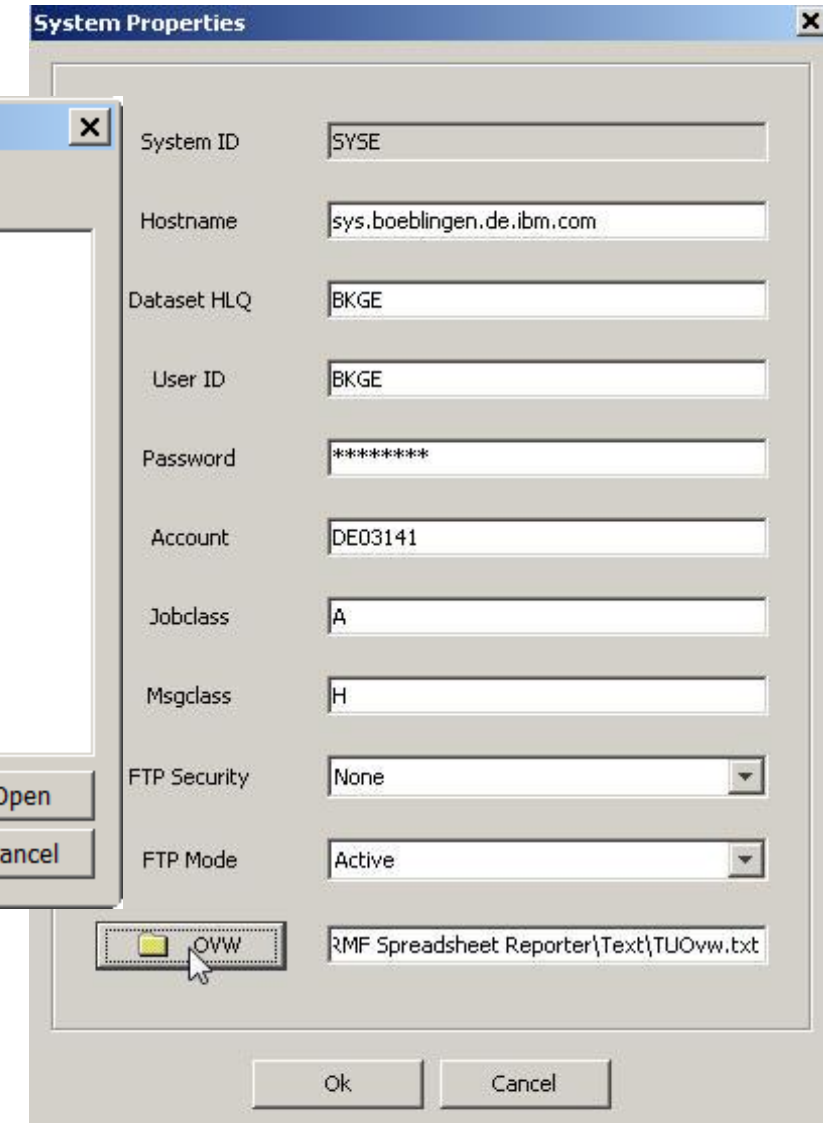 System Properties
System ID SYSE
Hostname sys.boeblingen.de.ibm.com
Dataset HLQ BKGE
User ID BKGE
Password ********
Account DE03141
Jobclass A
Msgclass H
Open
FTP Security None
ancel
FTP Mode Active
OVW RMF Spreadsheet Reporter\Text\TUOvw.txt
Ok Cancel